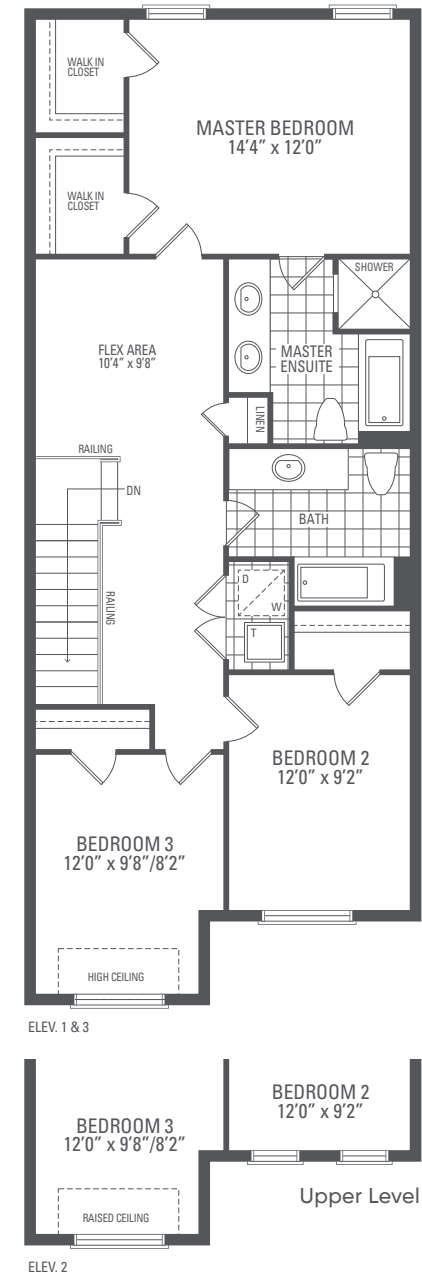 WALK IN
CLOSET
MASTER BEDROOM
14'4" x 12'0"
WALK IN
CLOSET
SHOWER
FLEX AREA
10'4" x 9'8"
MASTER
ENSUITE
LINEN
RAILING
DN
BATH
D
W
RAILING
T
BEDROOM 2
12'0" x 9'2"
BEDROOM 3
12'0" x 9'8"/8'2"
HIGH CEILING
ELEV. 1 & 3
BEDROOM 2
12'0" x 9'2"
BEDROOM 3
12'0" x 9'8"/8'2"
Upper Level
RAISED CEILING
ELEV. 2